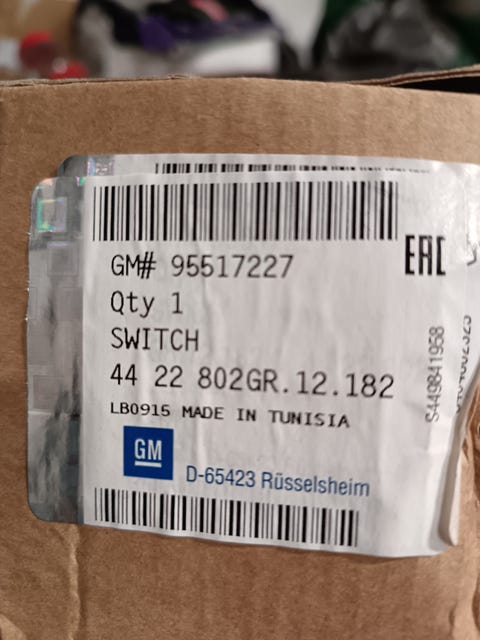 GM# 95517227
EAC
Qty 1
SWITCH
44 22 802GR.12.182
LB0915 MADE IN TUNISIA
GM
D-65423 Rüsselsheim
S449841958